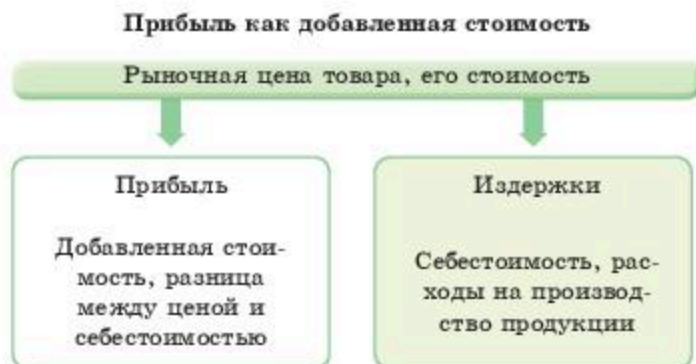 Прибыль как добавленная стоимость
Рыночная цена товара, его стоимость
Прибыль
Добавленная стои-
мость, разница
между ценой и
себестоимостью
Издержки
Себестоимость, рас-
ходы на производ-
ство продукции